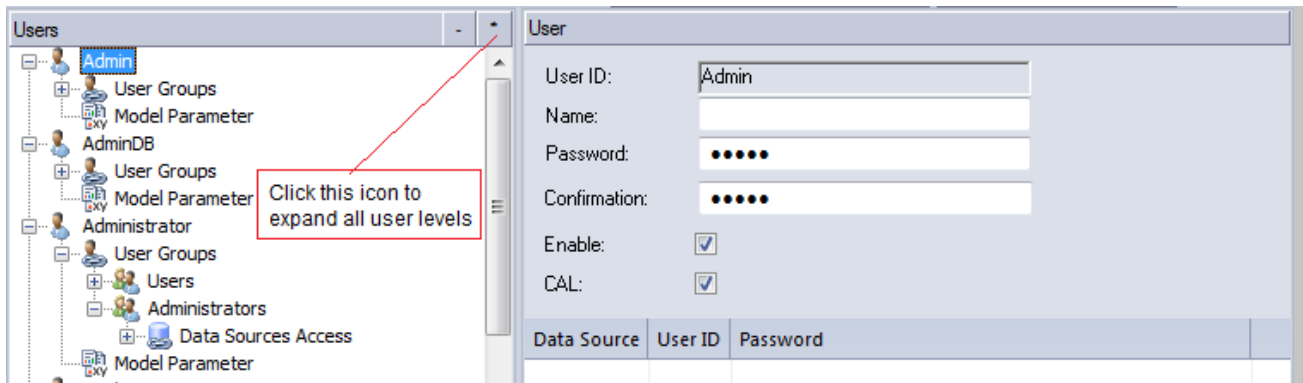 Users - *
Admin
User Groups
Model Parameter
AdminDB
User Groups
Model Parameter
Administrator
User Groups
Users
Administrators
Data Sources Access
Model Parameter
Click this icon to
expand all user levels
User
User ID: Admin
Name:
Password: •••••
Confirmation: •••••
Enable:
CAL:
Data Source User ID Password